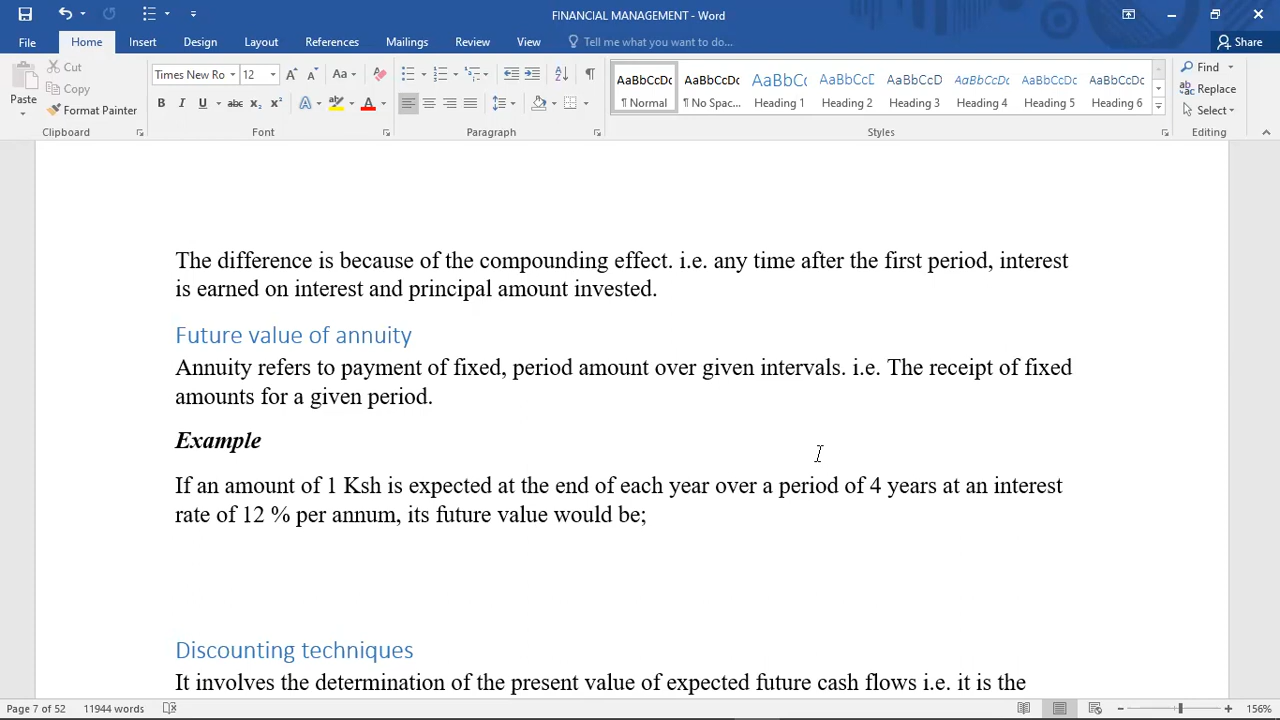 FINANCIAL MANAGEMENT - Word
File Home Insert Design Layout References Mailings Review View Tell me what you want to do... Share
Paste Cut Copy Format Painter Clipboard
Times New Ro 12 Aa Font
Paragraph
AaBbCcDc ¶ Normal AaBbCcDc ¶ No Spac... AaBbCc Heading 1 AaBbCcC Heading 2 AaBbCcD Heading 3 AaBbCcDc Heading 4 AaBbCcDc Heading 5 AaBbCcDc Heading 6 Styles
Find Replace Select Editing
The difference is because of the compounding effect. i.e. any time after the first period, interest
is earned on interest and principal amount invested.
Future value of annuity
Annuity refers to payment of fixed, period amount over given intervals. i.e. The receipt of fixed
amounts for a given period.
Example
If an amount of 1 Ksh is expected at the end of each year over a period of 4 years at an interest
rate of 12 % per annum, its future value would be;
Discounting techniques
It involves the determination of the present value of expected future cash flows i.e. it is the
Page 7 of 52 11944 words 156%